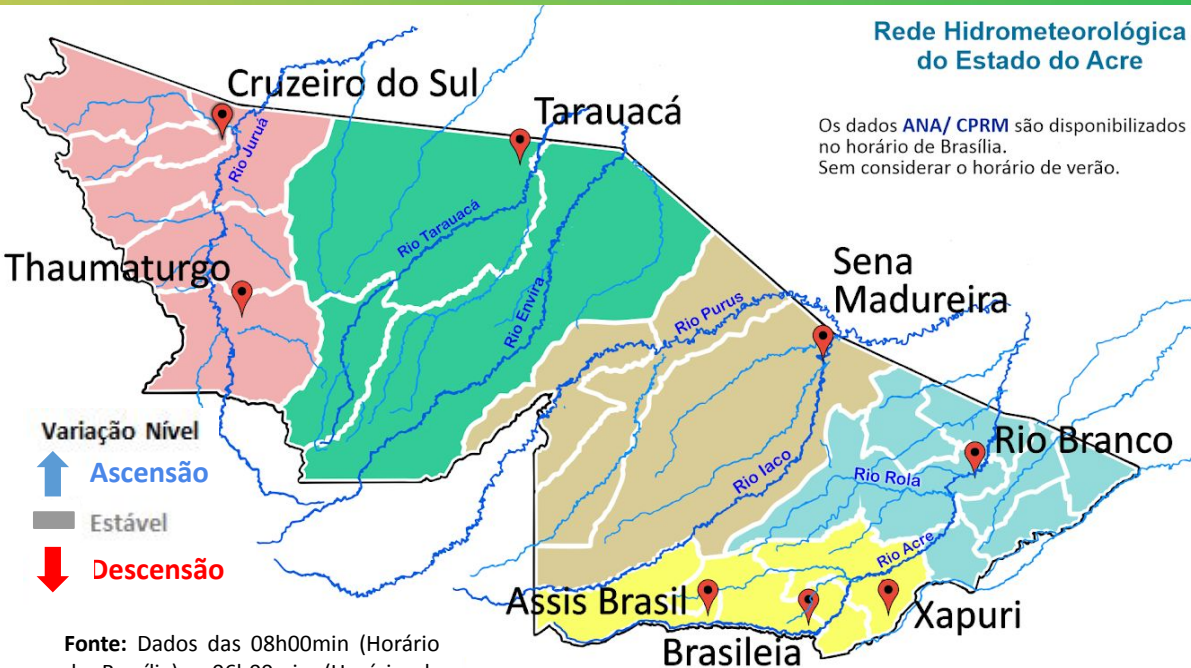 Rede Hidrometeorológica
do Estado do Acre
Os dados ANA/ CPRM são disponibilizados
no horário de Brasília.
Sem considerar o horário de verão.
Cruzeiro do Sul
Tarauacá
Rio Juruá
Rio Tarauacá
Thaumaturgo
Rio Envira
Rio Purus
Sena
Madureira
Variação Nível
Ascensão
Estável
Descensão
Rio Branco
Rio Iaco
Rio Rola
Rio Acre
Assis Brasil
Brasileia
Xapuri
Fonte: Dados das 08h00min (Horário